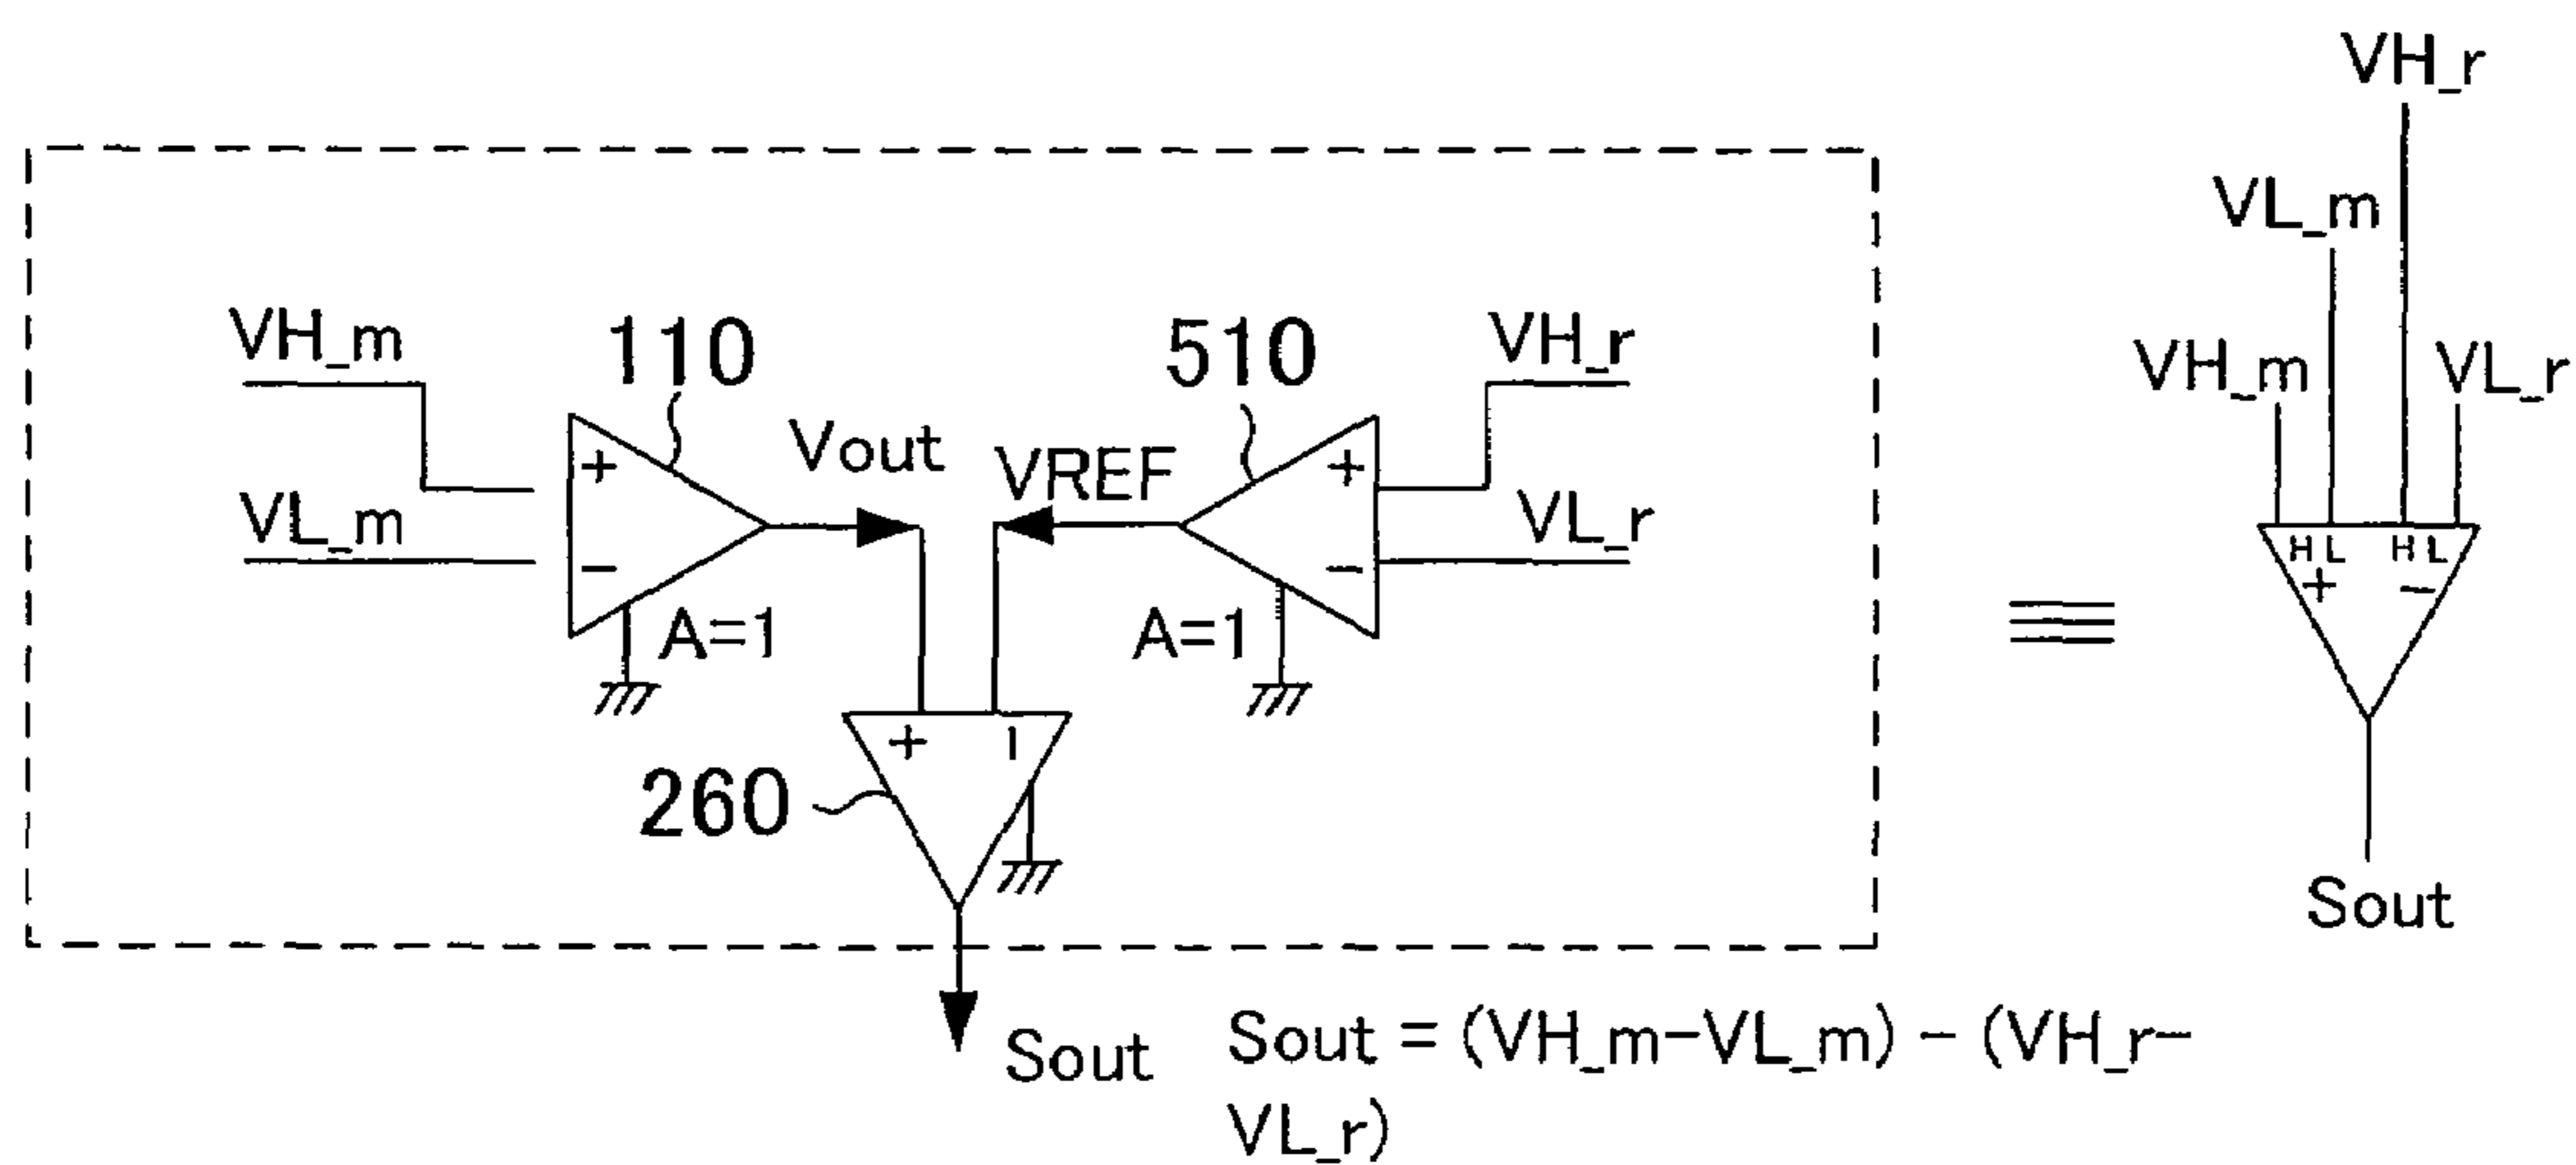 VH_r
VL_m
VH_m
VL_r
VH_m
110
510
VH_r
Vout
VREF
VL_m
VL_r
+
+
−
−
A=1
A=1
H L H L
+ −
+ −
260
Sout
Sout
Sout = (VH_m−VL_m) − (VH_r−
VL_r)